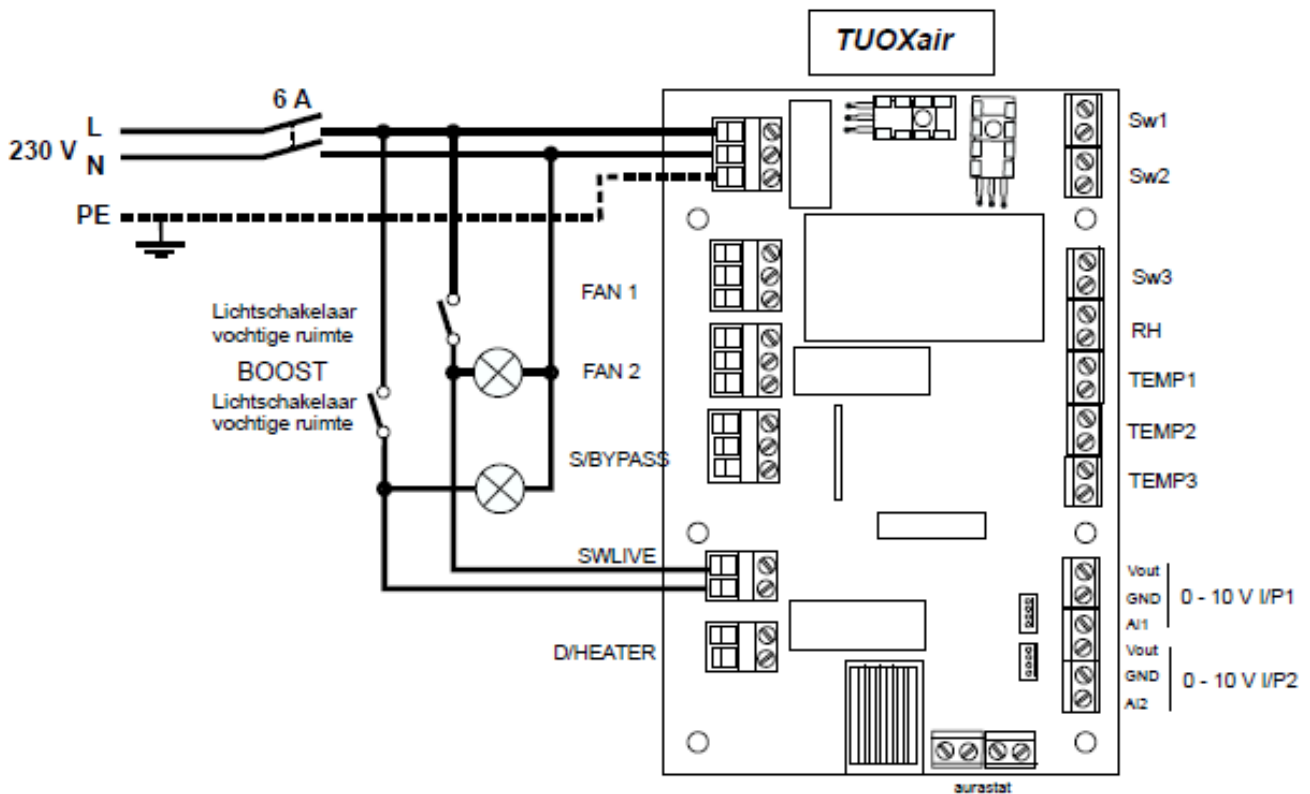 TUOXair
6 A
L
230 V
N
PE
Lichtschakelaar
vochtige ruimte
BOOST
Lichtschakelaar
vochtige ruimte
FAN 1
FAN 2
S/BYPASS
SWLIVE
D/HEATER
Sw1
Sw2
Sw3
RH
TEMP1
TEMP2
TEMP3
Vout
GND
0 - 10 V I/P1
AI1
Vout
GND
0 - 10 V I/P2
AI2
aurastat